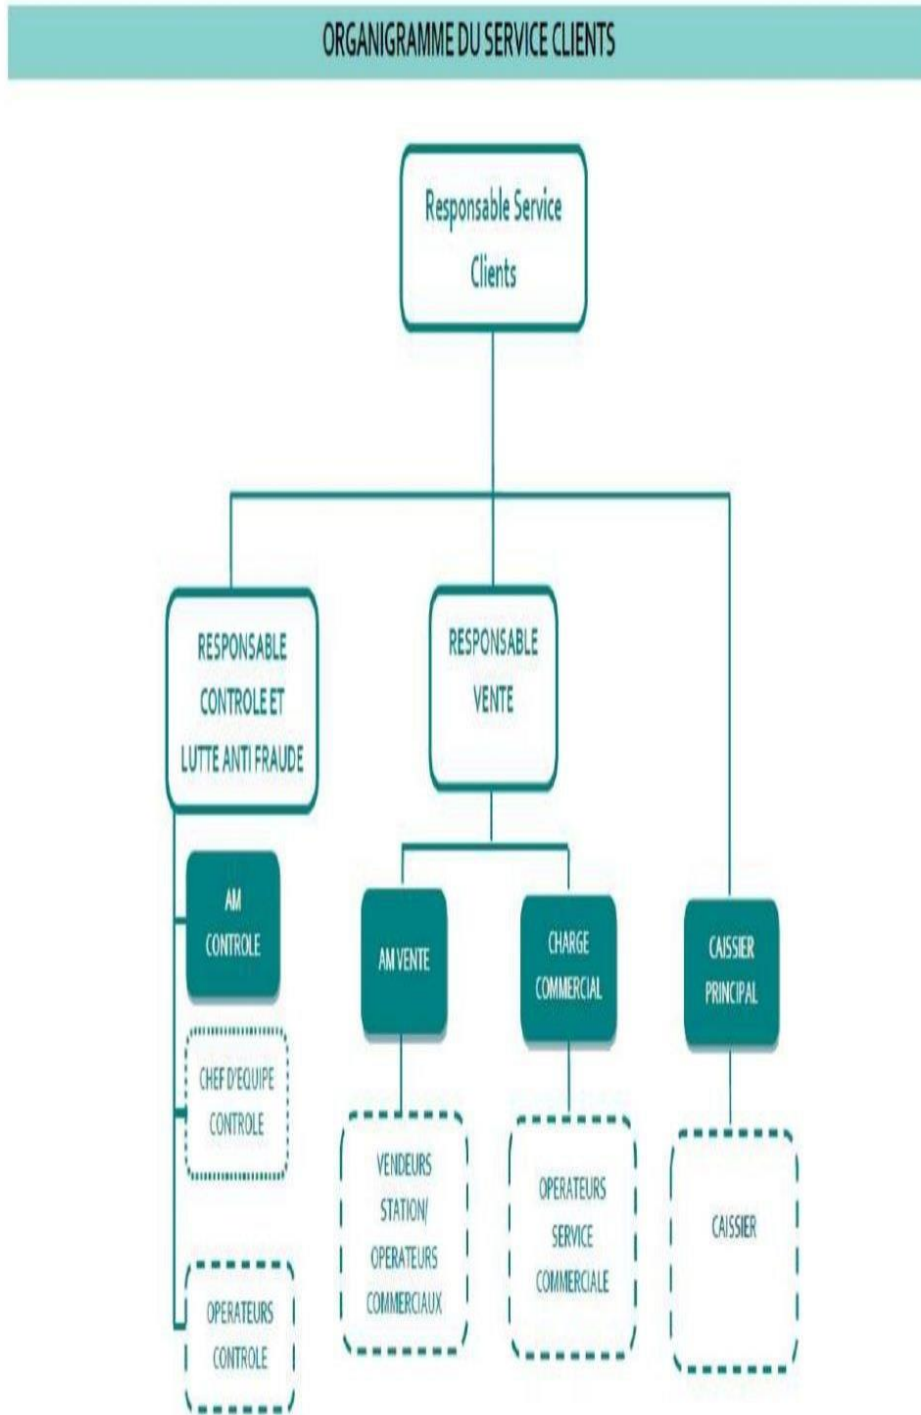 ORGANIGRAMME DU SERVICE CLIENTS
Responsable Service
Clients
RESPONSABLE
CONTROLE ET
LUTTE ANTI FRAUDE
RESPONSABLE
VENTE
AM
CONTROLE
AM VENTE
CHARGE
COMMERCIAL
CAISSIER
PRINCIPAL
CHEF D'EQUIPE
CONTROLE
VENDEURS
STATION/
OPERATEURS
COMMERCIAUX
OPERATEURS
SERVICE
COMMERCIALE
CAISSIER
OPERATEURS
CONTROLE